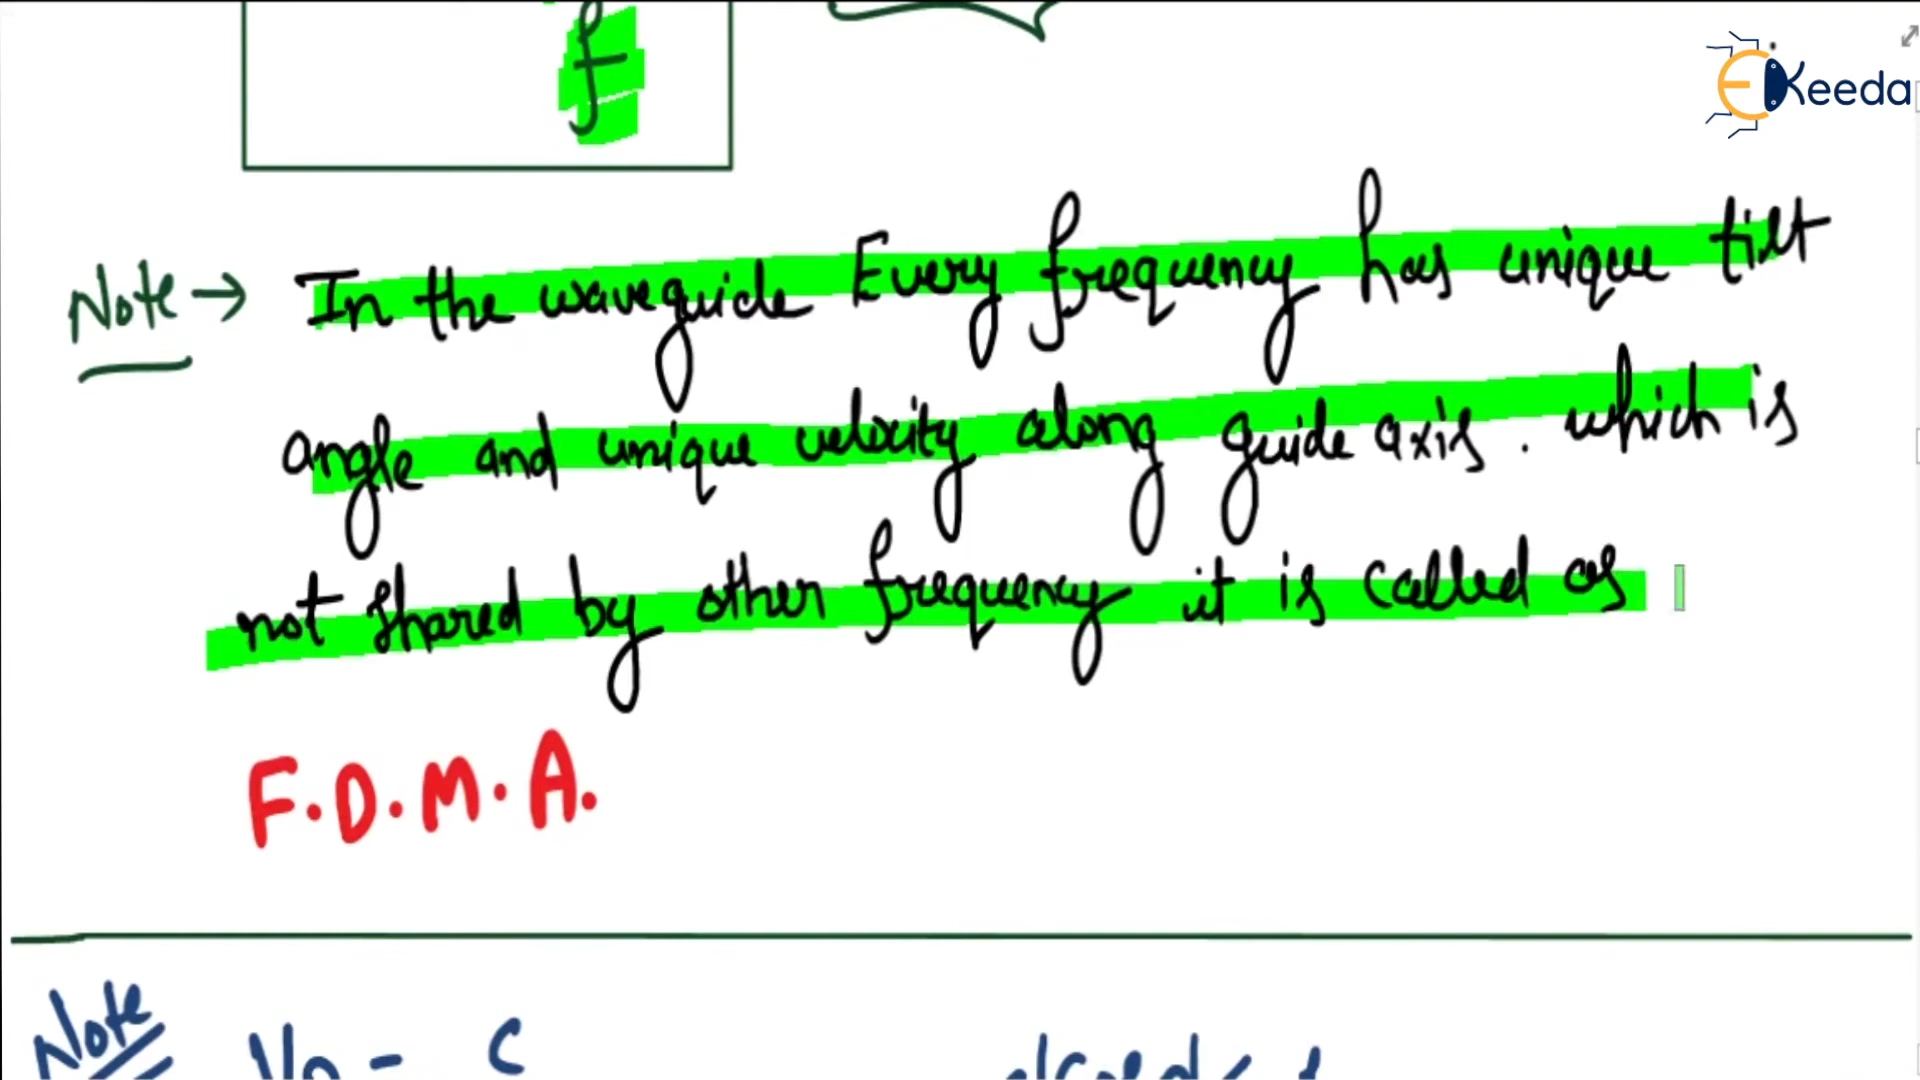 f
EKeeda
Note → In the waveguide Every frequency has unique tilt
angle and unique velocity along guide axis. which is
not shared by other frequency it is called as
F.D.M.A.
Note